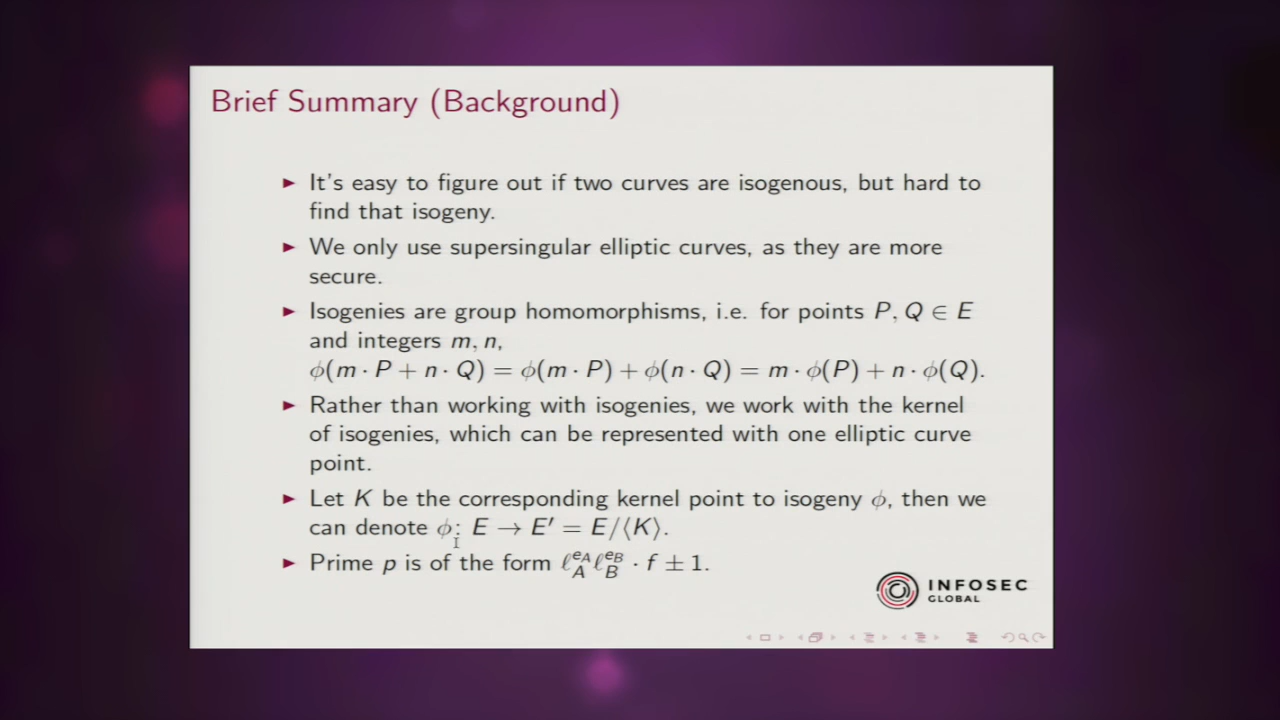 Brief Summary (Background)
▶ It's easy to figure out if two curves are isogenous, but hard to
find that isogeny.
▶ We only use supersingular elliptic curves, as they are more
secure.
▶ Isogenies are group homomorphisms, i.e. for points P, Q ∈ E
and integers m, n,
ϕ(m · P + n · Q) = ϕ(m · P) + ϕ(n · Q) = m · ϕ(P) + n · ϕ(Q).
▶ Rather than working with isogenies, we work with the kernel
of isogenies, which can be represented with one elliptic curve
point.
▶ Let K be the corresponding kernel point to isogeny ϕ, then we
can denote ϕ: E → E′ = E/⟨K⟩.
▶ Prime p is of the form ℓ_A^{e_A} ℓ_B^{e_B} · f ± 1.
INFOSEC
GLOBAL